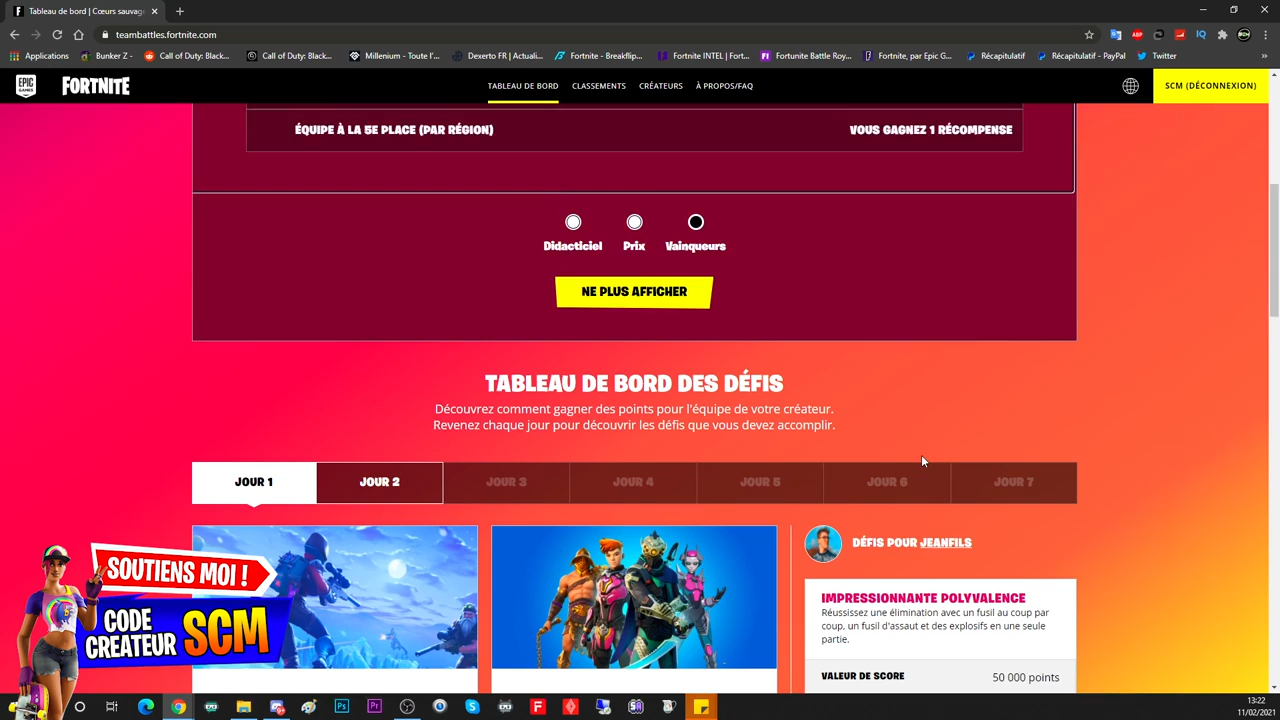 Tableau de bord | Cœurs sauvag
teambattles.fortnite.com
Applications
Bunker Z -
Call of Duty: Black...
Call of Duty: Black...
Millenium - Toute l'...
Dexerto FR | Actuali...
Fortnite - Breakflip...
Fortnite INTEL | Fort...
Fortunite Battle Roy...
Fortnite, par Epic G...
Récapitulatif
Récapitulatif - PayPal
Twitter
EPIC GAMES
FORTNITE
TABLEAU DE BORD
CLASSEMENTS
CRÉATEURS
À PROPOS/FAQ
SCM (DÉCONNEXION)
ÉQUIPE À LA 5E PLACE (PAR RÉGION)
VOUS GAGNEZ 1 RÉCOMPENSE
Didacticiel
Prix
Vainqueurs
NE PLUS AFFICHER
TABLEAU DE BORD DES DÉFIS
Découvrez comment gagner des points pour l'équipe de votre créateur.
Revenez chaque jour pour découvrir les défis que vous devez accomplir.
JOUR 1
JOUR 2
JOUR 3
JOUR 4
JOUR 5
JOUR 6
JOUR 7
DÉFIS POUR JEANFILS
IMPRESSIONNANTE POLYVALENCE
Réussissez une élimination avec un fusil au coup par
coup, un fusil d'assaut et des explosifs en une seule
partie.
VALEUR DE SCORE
50 000 points
SOUTIENS MOI !
CODE
CRÉATEUR SCM
13:22
11/02/2021